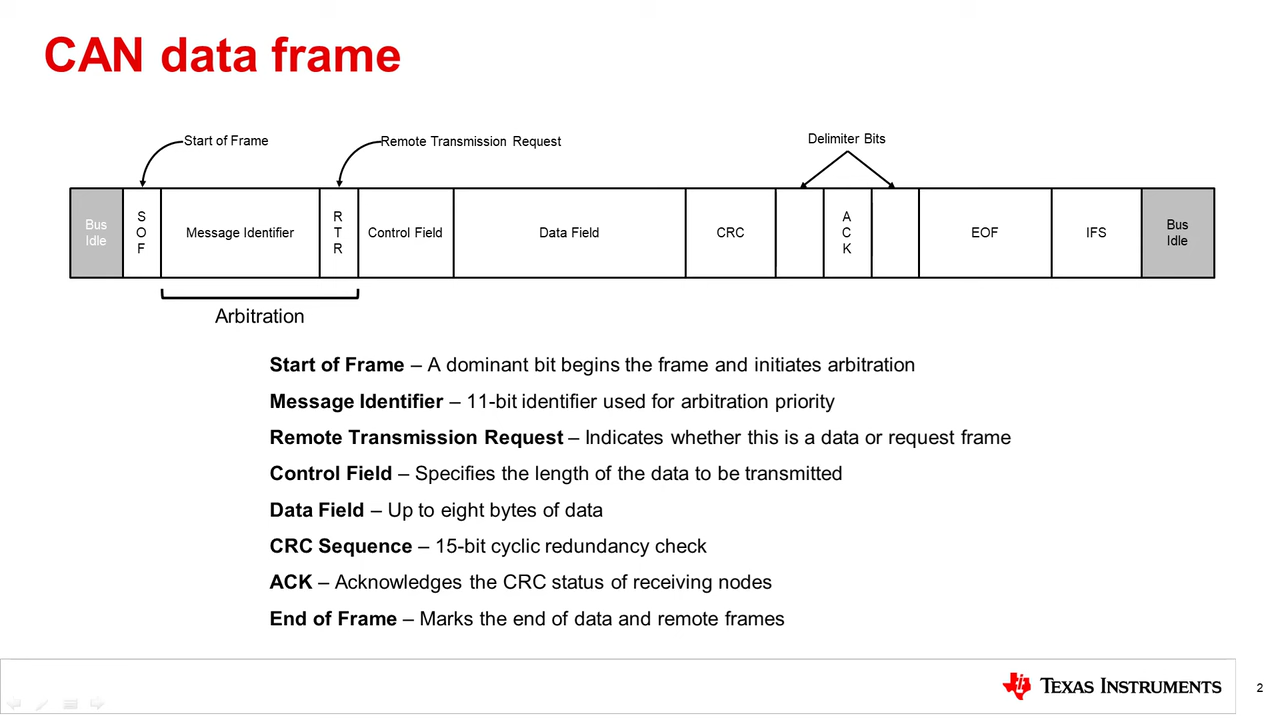 CAN data frame
Start of Frame
Remote Transmission Request
Delimiter Bits
Bus
Idle
S
O
F
Message Identifier
R
T
R
Control Field
Data Field
CRC
A
C
K
EOF
IFS
Bus
Idle
Arbitration
Start of Frame – A dominant bit begins the frame and initiates arbitration
Message Identifier – 11-bit identifier used for arbitration priority
Remote Transmission Request – Indicates whether this is a data or request frame
Control Field – Specifies the length of the data to be transmitted
Data Field – Up to eight bytes of data
CRC Sequence – 15-bit cyclic redundancy check
ACK – Acknowledges the CRC status of receiving nodes
End of Frame – Marks the end of data and remote frames
TEXAS INSTRUMENTS
2